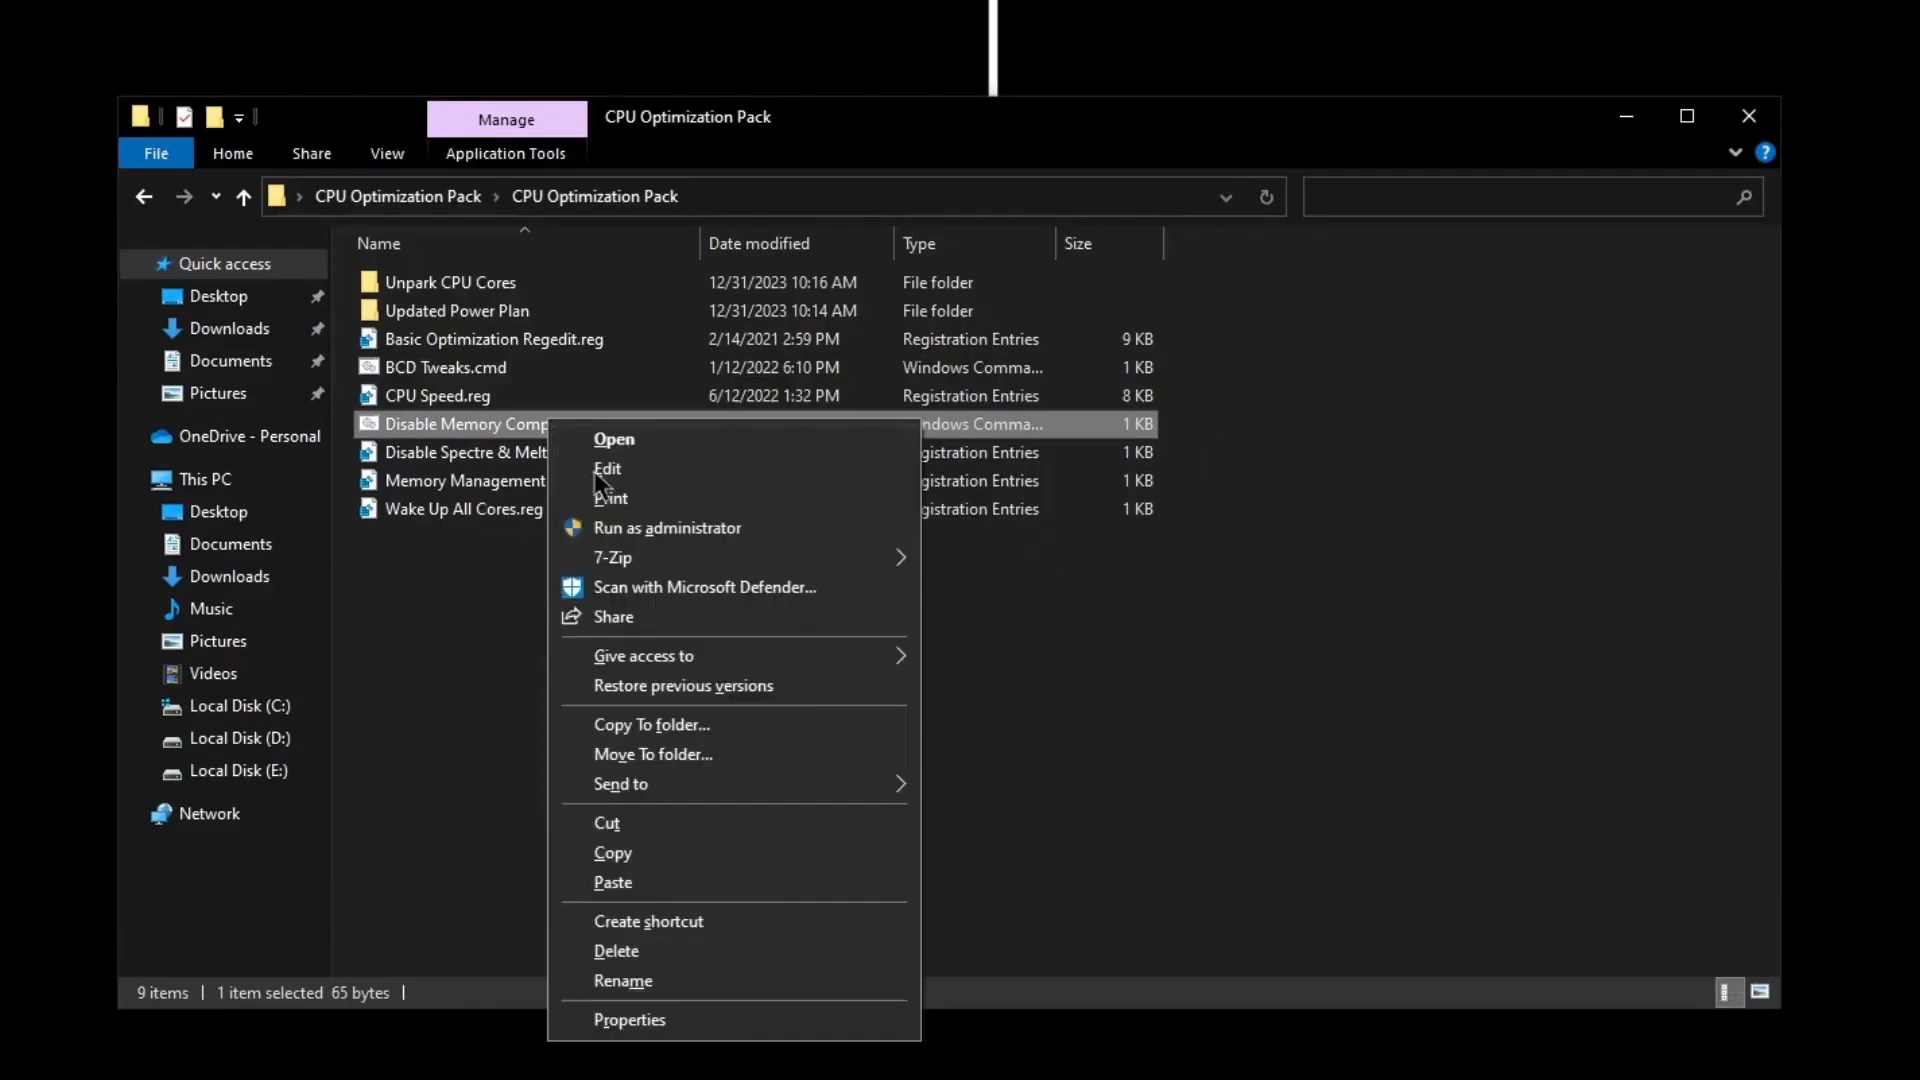 Manage
CPU Optimization Pack
File
Home
Share
View
Application Tools
?
CPU Optimization Pack
CPU Optimization Pack
Name
Date modified
Type
Size
Quick access
Desktop
Downloads
Documents
Pictures
OneDrive - Personal
This PC
Desktop
Documents
Downloads
Music
Pictures
Videos
Local Disk (C:)
Local Disk (D:)
Local Disk (E:)
Network
Unpark CPU Cores 12/31/2023 10:16 AM File folder
Updated Power Plan 12/31/2023 10:14 AM File folder
Basic Optimization Regedit.reg 2/14/2021 2:59 PM Registration Entries 9 KB
BCD Tweaks.cmd 1/12/2022 6:10 PM Windows Comma... 1 KB
CPU Speed.reg 6/12/2022 1:32 PM Registration Entries 8 KB
Disable Memory Comp ndows Comma... 1 KB
Disable Spectre & Melt gistration Entries 1 KB
Memory Management gistration Entries 1 KB
Wake Up All Cores.reg gistration Entries 1 KB
Open
Edit
Print
Run as administrator
7-Zip
Scan with Microsoft Defender...
Share
Give access to
Restore previous versions
Copy To folder...
Move To folder...
Send to
Cut
Copy
Paste
Create shortcut
Delete
Rename
Properties
9 items
1 item selected 65 bytes